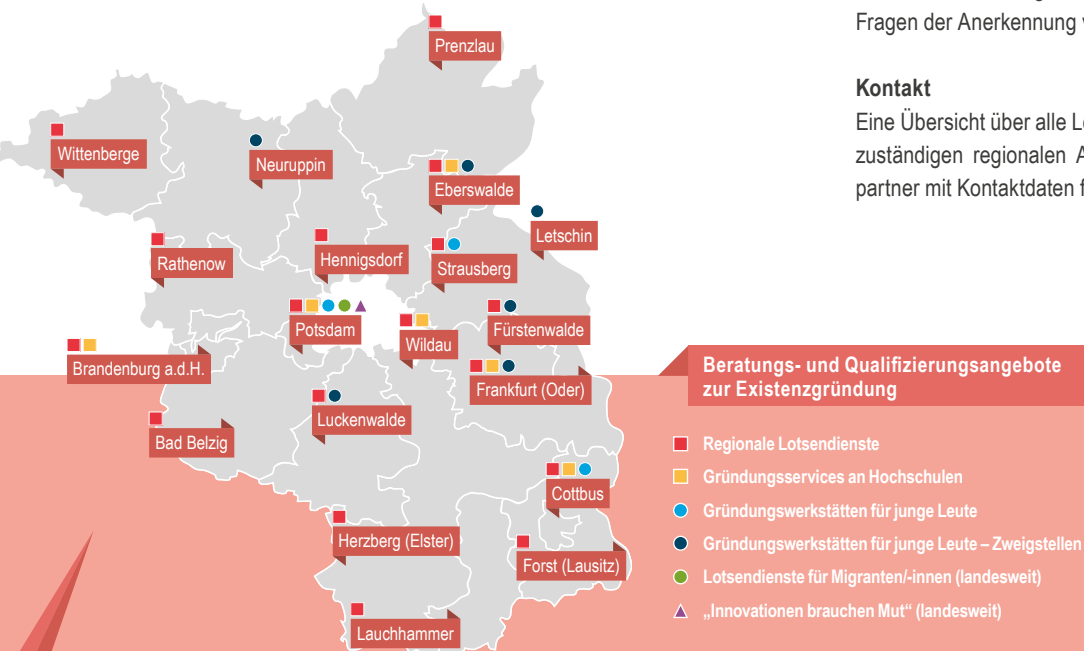 Fragen der Anerkennung
Kontakt
Eine Übersicht über alle
zuständigen regionalen
partner mit Kontaktdaten
Prenzlau
Wittenberge
Neuruppin
Eberswalde
Letschin
Rathenow
Hennigsdorf
Strausberg
Potsdam
Wildau
Fürstenwalde
Brandenburg a.d.H.
Frankfurt (Oder)
Luckenwalde
Bad Belzig
Cottbus
Herzberg (Elster)
Forst (Lausitz)
Lauchhammer
Beratungs- und Qualifizierungsangebote
zur Existenzgründung
Regionale Lotsendienste
Gründungsservices an Hochschulen
Gründungswerkstätten für junge Leute
Gründungswerkstätten für junge Leute – Zweigstellen
Lotsendienste für Migranten/-innen (landesweit)
„Innovationen brauchen Mut“ (landesweit)